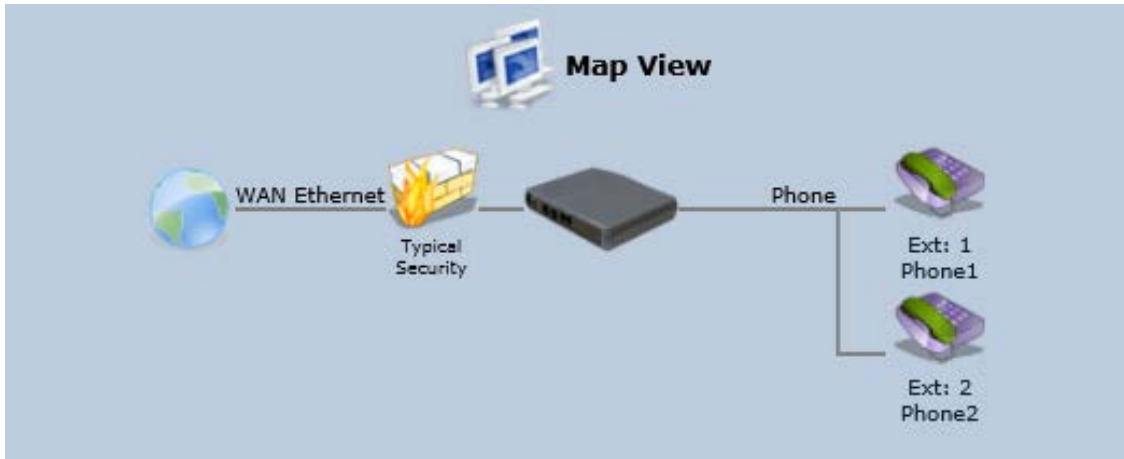 Map View
WAN Ethernet
Typical
Security
Phone
Ext: 1
Phone1
Ext: 2
Phone2